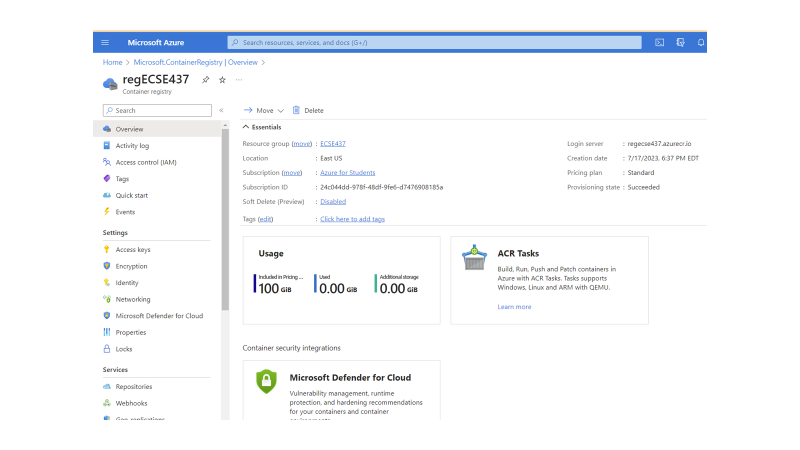 Microsoft Azure
Search resources, services, and docs (G+/)
Home > Microsoft.ContainerRegistry | Overview >
regECSE437
Container registry
Search
«
Overview
Activity log
Access control (IAM)
Tags
Quick start
Events
Settings
Access keys
Encryption
Identity
Networking
Microsoft Defender for Cloud
Properties
Locks
Services
Repositories
Webhooks
Geo-replications
Move
Delete
Essentials
Resource group (move) : ECSE437
Location : East US
Subscription (move) : Azure for Students
Subscription ID : 24c044dd-978f-48df-9fe6-d7476908185a
Soft Delete (Preview) : Disabled
Tags (edit) : Click here to add tags
Login server : regecse437.azurecr.io
Creation date : 7/17/2023, 6:37 PM EDT
Pricing plan : Standard
Provisioning state : Succeeded
Usage
Included in Pricing ...
100 GiB
Used
0.00 GiB
Additional storage
0.00 GiB
ACR Tasks
Build, Run, Push and Patch containers in
Azure with ACR Tasks. Tasks supports
Windows, Linux and ARM with QEMU.
Learn more
Container security integrations
Microsoft Defender for Cloud
Vulnerability management, runtime
protection, and hardening recommendations
for your containers and container